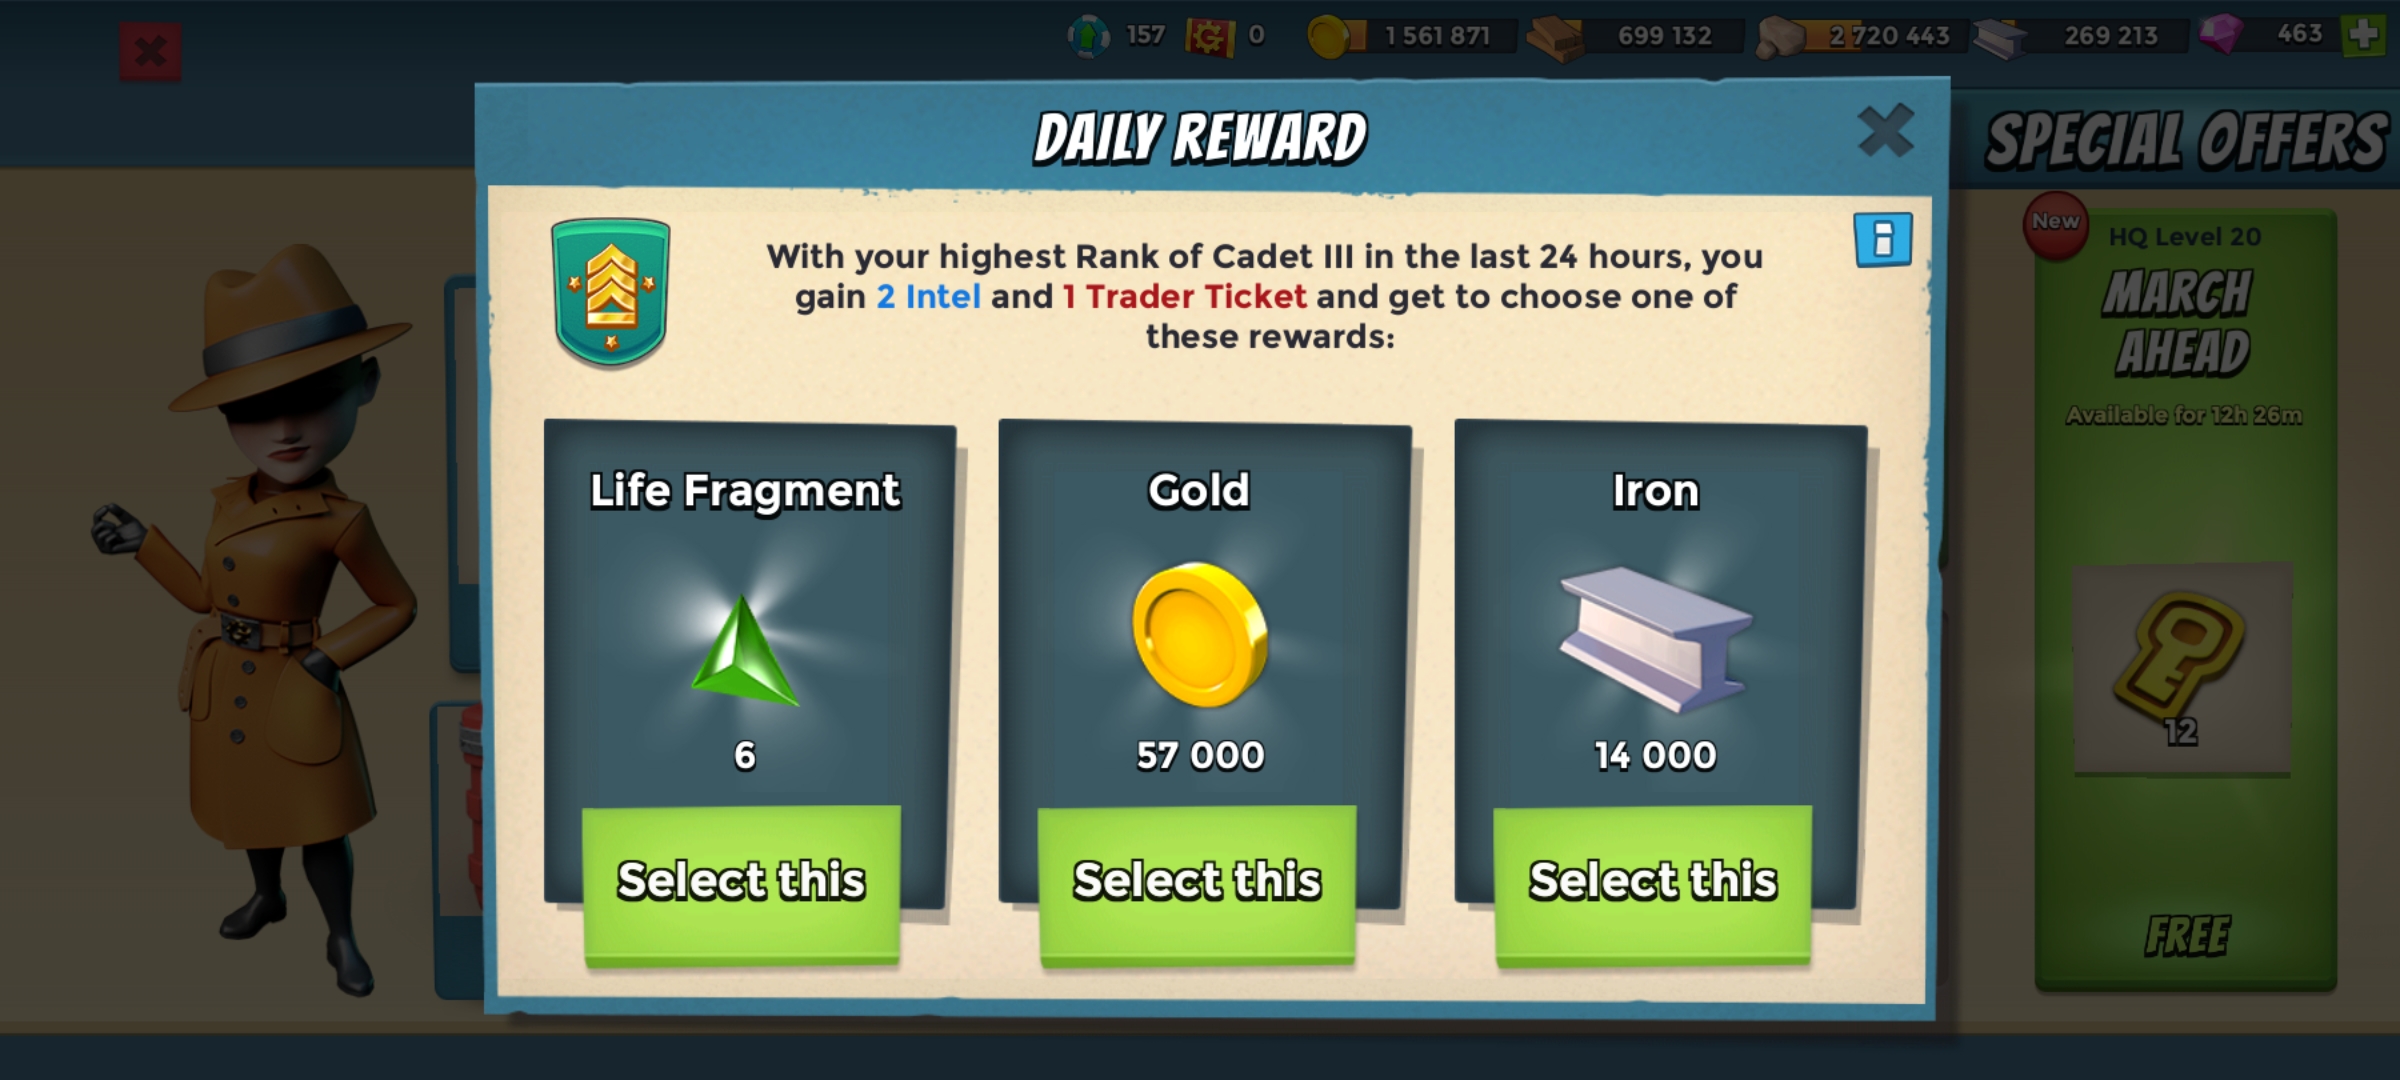 157
0
1 561 871
699 132
2 720 443
269 213
463
DAILY REWARD
SPECIAL OFFERS
With your highest Rank of Cadet III in the last 24 hours, you
gain 2 Intel and 1 Trader Ticket and get to choose one of
these rewards:
New
HQ Level 20
MARCH
AHEAD
Available for 12h 26m
Life Fragment
Gold
Iron
6
57 000
14 000
12
Select this
Select this
Select this
FREE